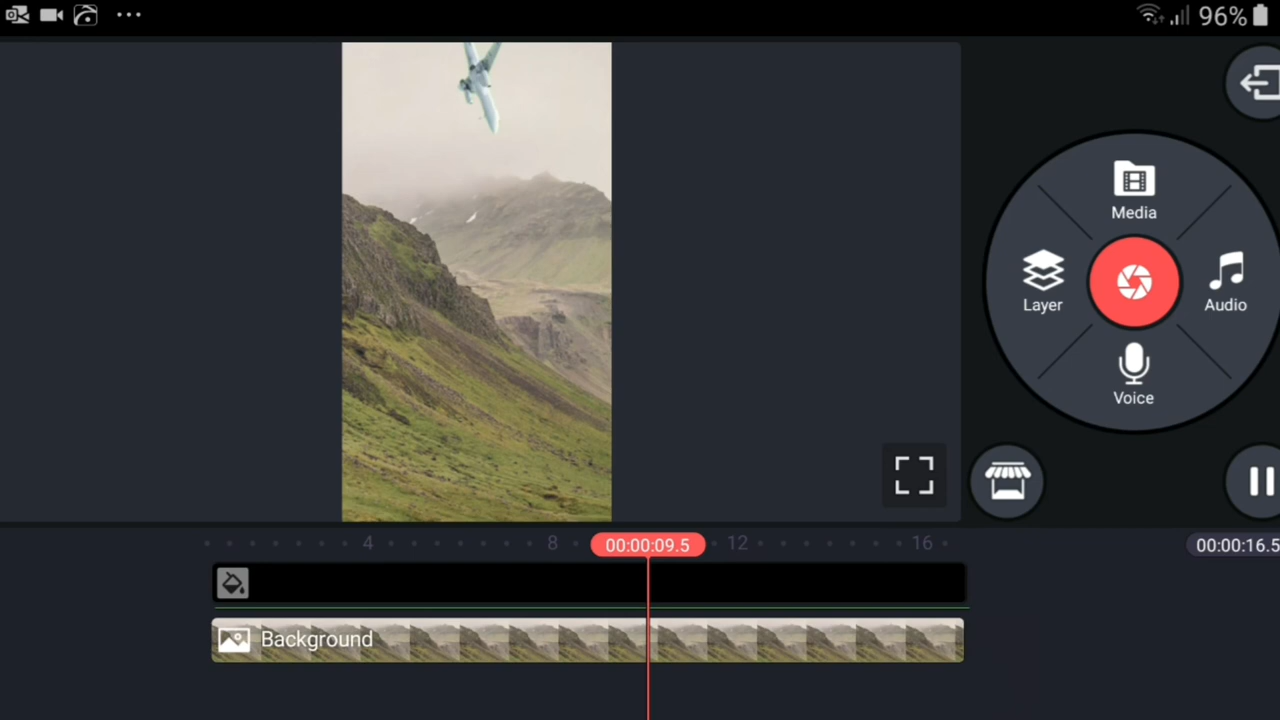 96%
Media
Layer
Audio
Voice
4
8
00:00:09.5
12
16
00:00:16.5
Background